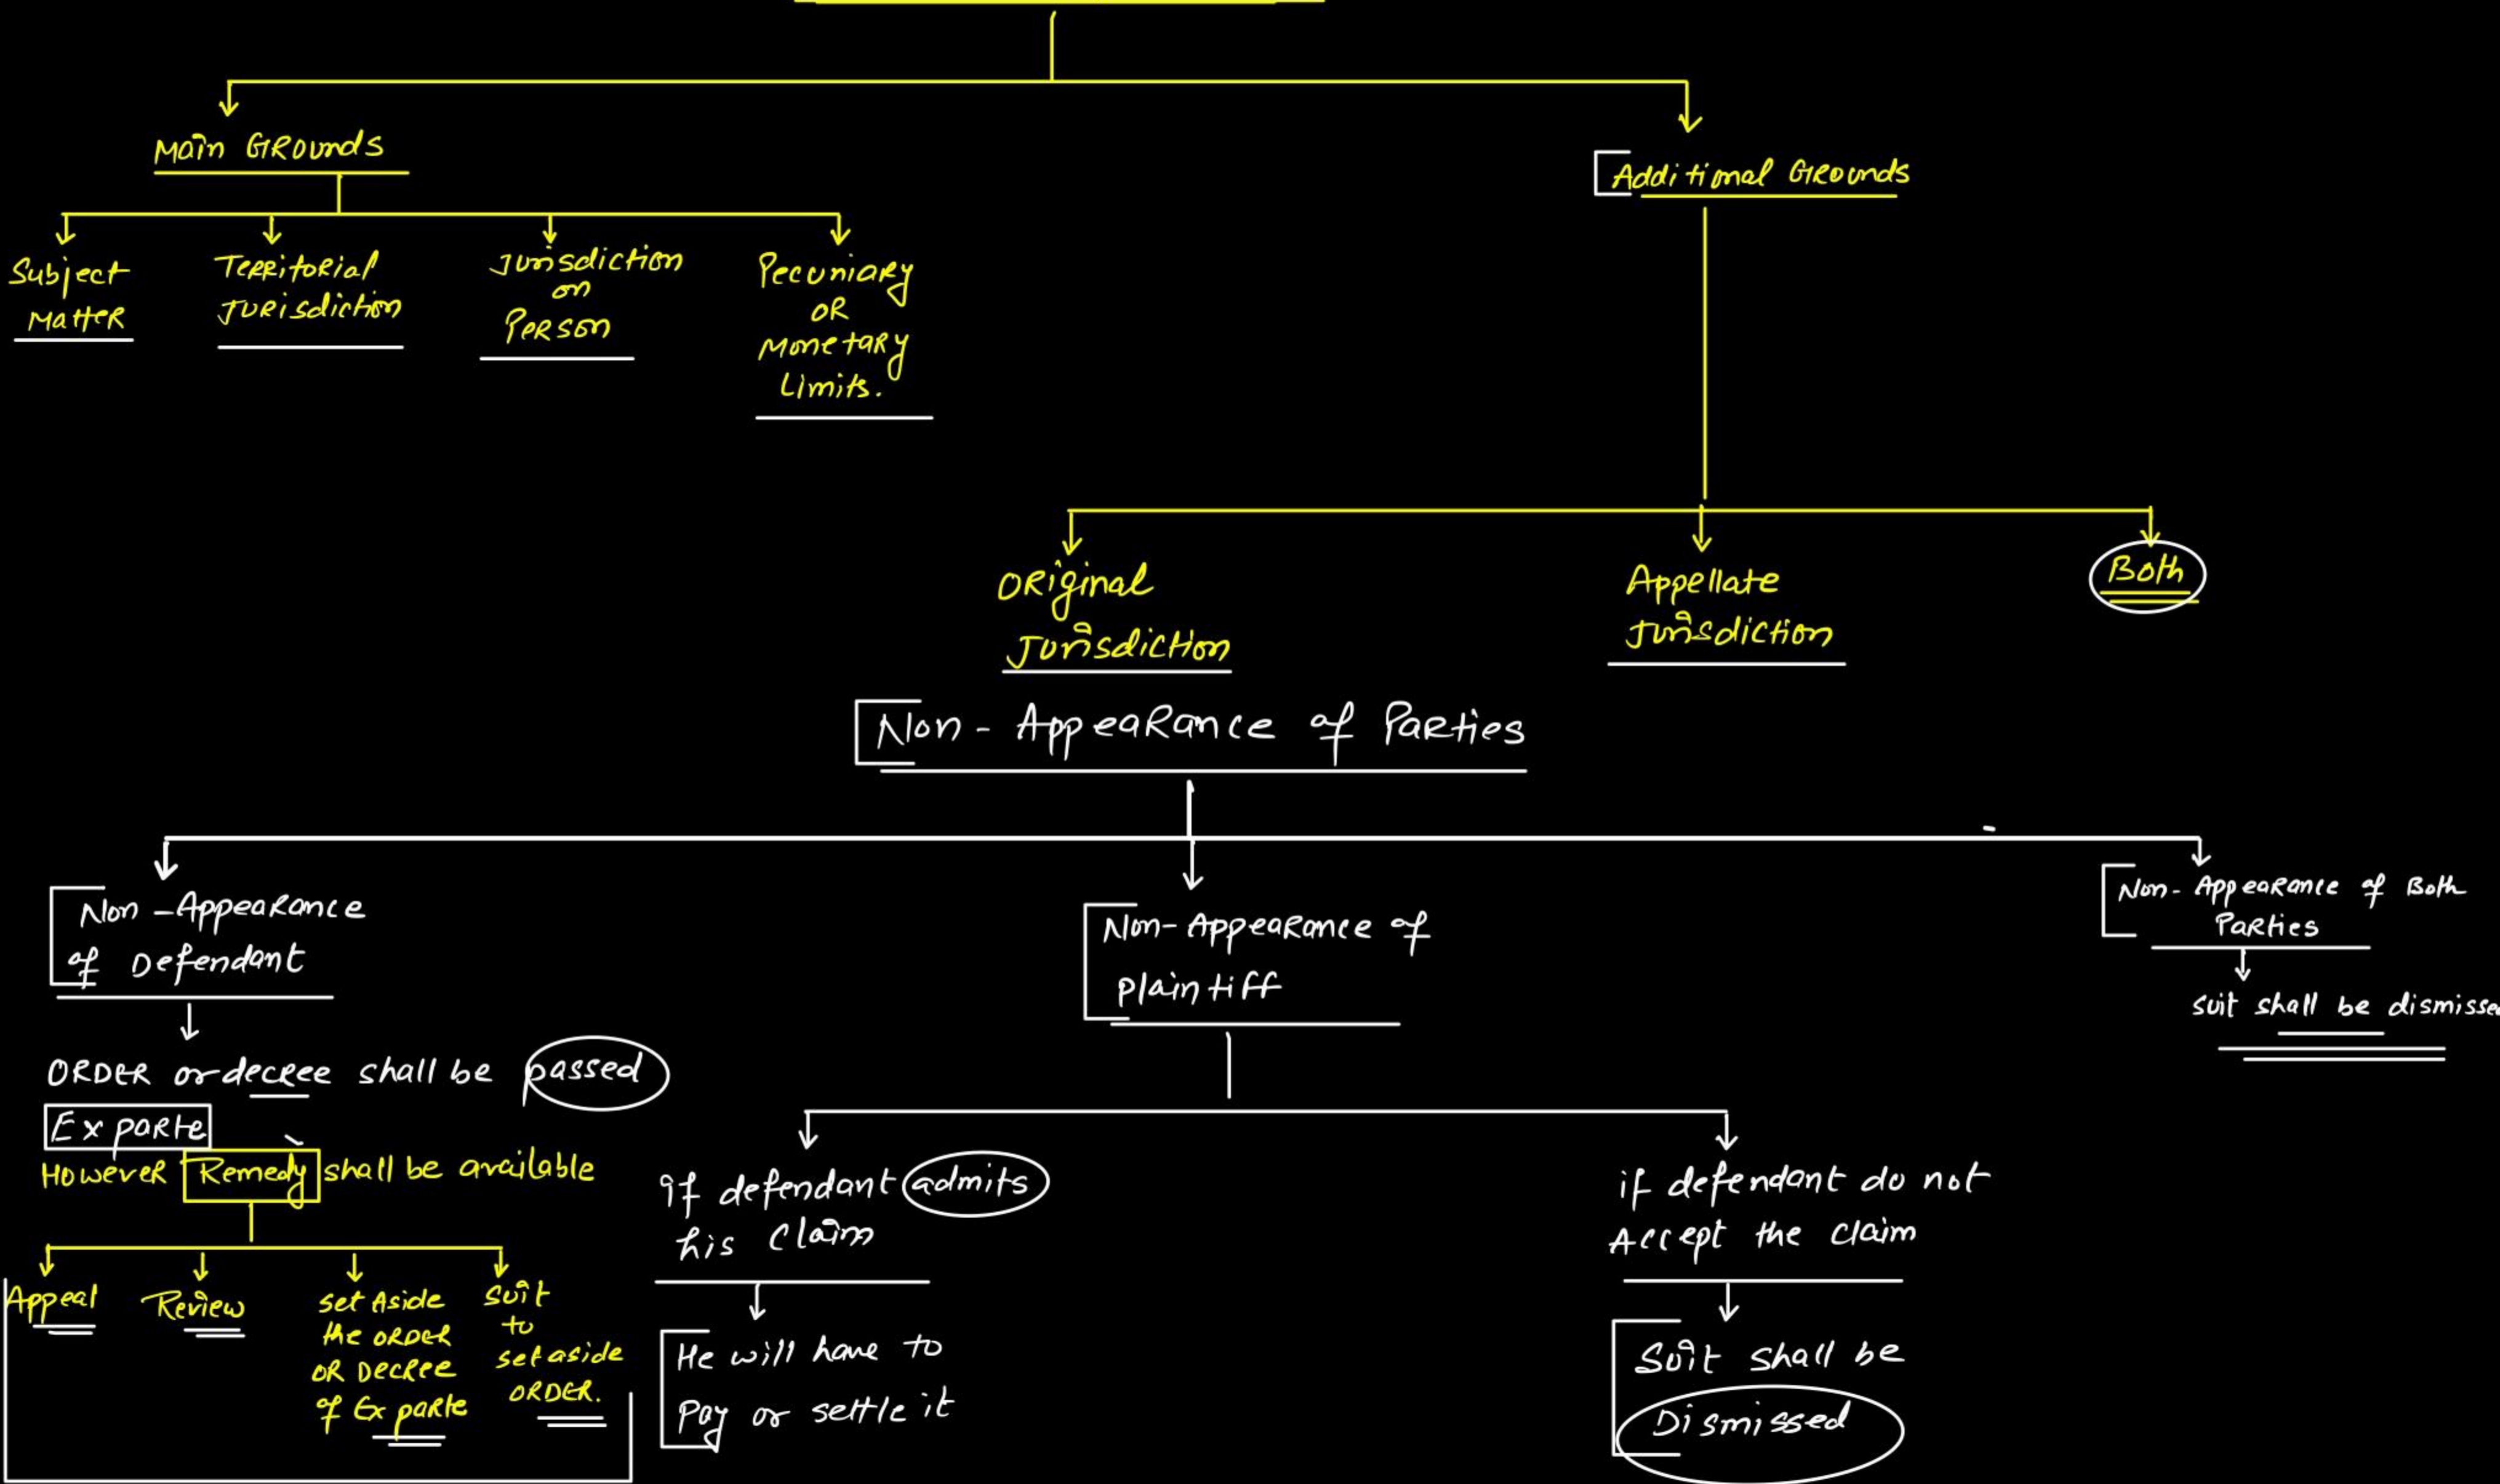 Main Grounds
Additional Grounds
Subject
Matter
Territorial
Jurisdiction
Jurisdiction
on
Person
Pecuniary
OR
Monetary
Limits.
Original
Jurisdiction
Appellate
Jurisdiction
Both
Non - Appearance of Parties
Non - Appearance
of Defendant
ORDER or decree shall be passed
Ex parte
However Remedy shall be available
Appeal
Review
set Aside
the ORDER
OR Decree
of Ex parte
Suit
to
set aside
ORDER.
Non - Appearance of
plaintiff
if defendant admits
his Claim
He will have to
Pay or settle it
if defendant do not
Accept the claim
Suit shall be
Dismissed
Non - Appearance of Both
Parties
suit shall be dismissed